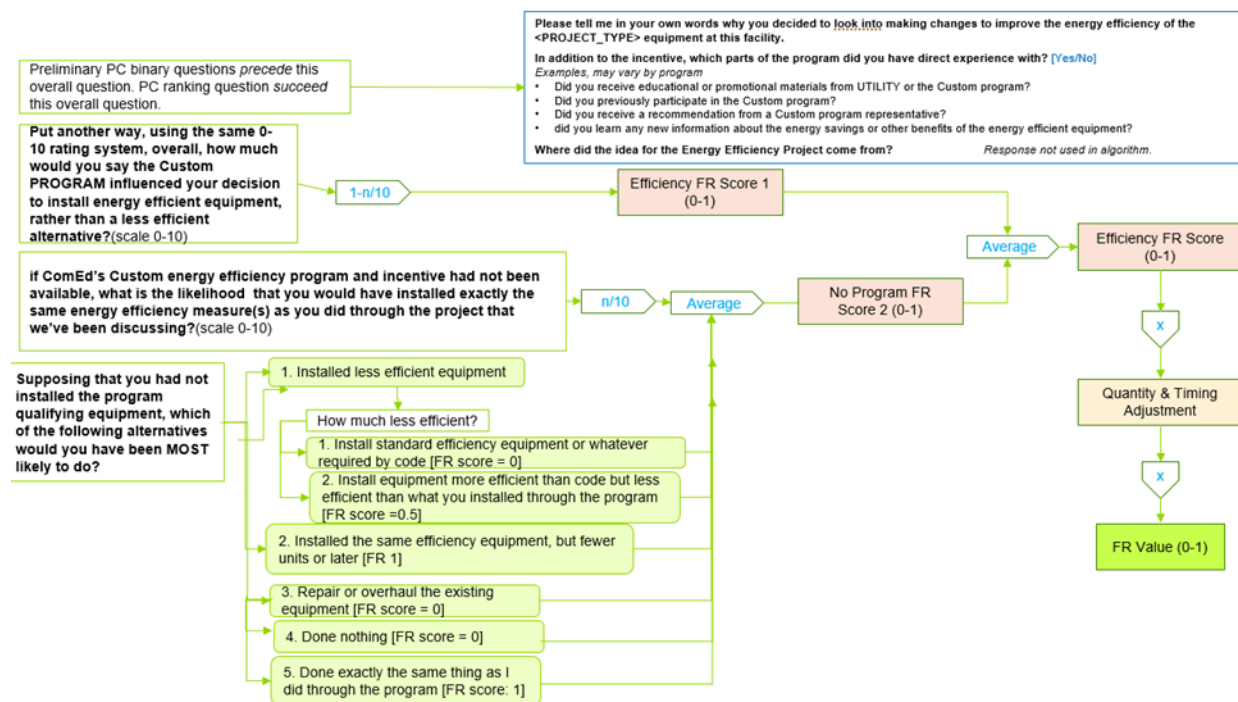 Please tell me in your own words why you decided to look into making changes to improve the energy efficiency of the
<PROJECT_TYPE> equipment at this facility.
In addition to the incentive, which parts of the program did you have direct experience with? [Yes/No]
Examples, may vary by program
• Did you receive educational or promotional materials from UTILITY or the Custom program?
• Did you previously participate in the Custom program?
• Did you receive a recommendation from a Custom program representative?
• did you learn any new information about the energy savings or other benefits of the energy efficient equipment?
Where did the idea for the Energy Efficiency Project come from? Response not used in algorithm.
Preliminary PC binary questions precede this
overall question. PC ranking question succeed
this overall question.
Put another way, using the same 0-
10 rating system, overall, how much
would you say the Custom
PROGRAM influenced your decision
to install energy efficient equipment,
rather than a less efficient
alternative?(scale 0-10)
1-n/10
Efficiency FR Score 1
(0-1)
Average
Efficiency FR Score
(0-1)
if ComEd's Custom energy efficiency program and incentive had not been
available, what is the likelihood that you would have installed exactly the
same energy efficiency measure(s) as you did through the project that
we've been discussing?(scale 0-10)
n/10
Average
No Program FR
Score 2 (0-1)
x
Quantity & Timing
Adjustment
x
FR Value (0-1)
Supposing that you had not
installed the program
qualifying equipment, which
of the following alternatives
would you have been MOST
likely to do?
1. Installed less efficient equipment
How much less efficient?
1. Install standard efficiency equipment or whatever
required by code [FR score = 0]
2. Install equipment more efficient than code but less
efficient than what you installed through the program
[FR score =0.5]
2. Installed the same efficiency equipment, but fewer
units or later [FR 1]
3. Repair or overhaul the existing
equipment [FR score = 0]
4. Done nothing [FR score = 0]
5. Done exactly the same thing as I
did through the program [FR score: 1]